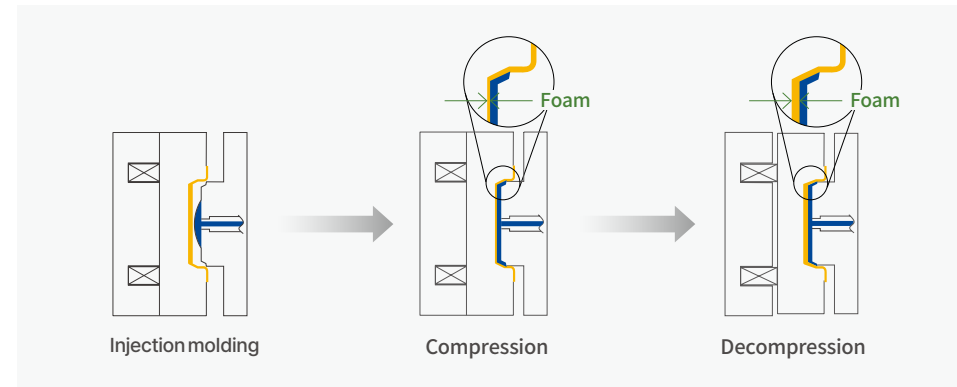 Foam
Foam
Injection molding
Compression
Decompression